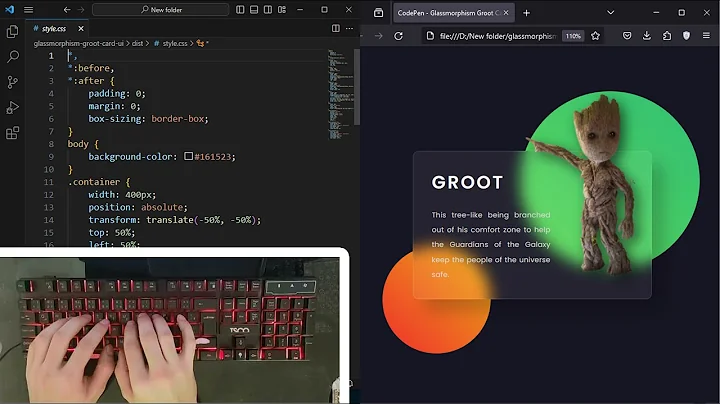 New folder
style.css
glassmorphism-groot-card-ui > dist > style.css > *
1 *,
2 *:before,
3 *:after {
4 padding: 0;
5 margin: 0;
6 box-sizing: border-box;
7 }
8 body {
9 background-color: #161523;
10 }
11 .container {
12 width: 400px;
13 position: absolute;
14 transform: translate(-50%, -50%);
15 top: 50%;
16 left: 50%;
CodePen - Glassmorphism Groot Ca
file:///D:/New folder/glassmorphism
110%
GROOT
This tree-like being branched
out of his comfort zone to help
the Guardians of the Galaxy
keep the people of the universe
safe.
TSCO